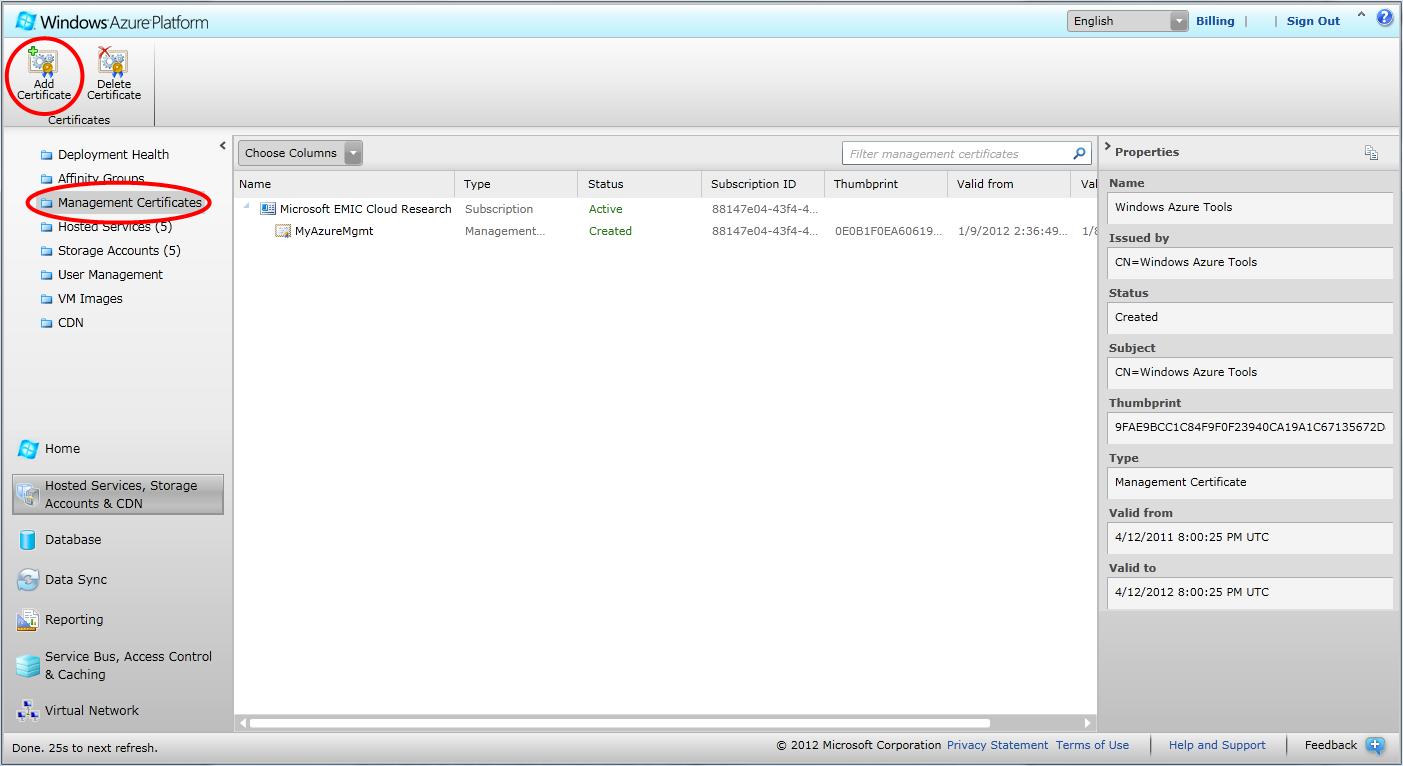 Windows Azure Platform
English
Billing | | Sign Out
Add
Certificate
Delete
Certificate
Certificates
Deployment Health
Affinity Groups
Management Certificates
Hosted Services (5)
Storage Accounts (5)
User Management
VM Images
CDN
Home
Hosted Services, Storage
Accounts & CDN
Database
Data Sync
Reporting
Service Bus, Access Control
& Caching
Virtual Network
Choose Columns
Filter management certificates
Name Type Status Subscription ID Thumbprint Valid from Val
Microsoft EMIC Cloud Research Subscription Active 88147e04-43f4-4...
MyAzureMgmt Management... Created 88147e04-43f4-4... 0E0B1F0EA60619... 1/9/2012 2:36:49... 1/8
Properties
Name
Windows Azure Tools
Issued by
CN=Windows Azure Tools
Status
Created
Subject
CN=Windows Azure Tools
Thumbprint
9FAE9BCC1C84F9F0F23940CA19A1C67135672D
Type
Management Certificate
Valid from
4/12/2011 8:00:25 PM UTC
Valid to
4/12/2012 8:00:25 PM UTC
Done. 25s to next refresh.
© 2012 Microsoft Corporation Privacy Statement Terms of Use | Help and Support | Feedback